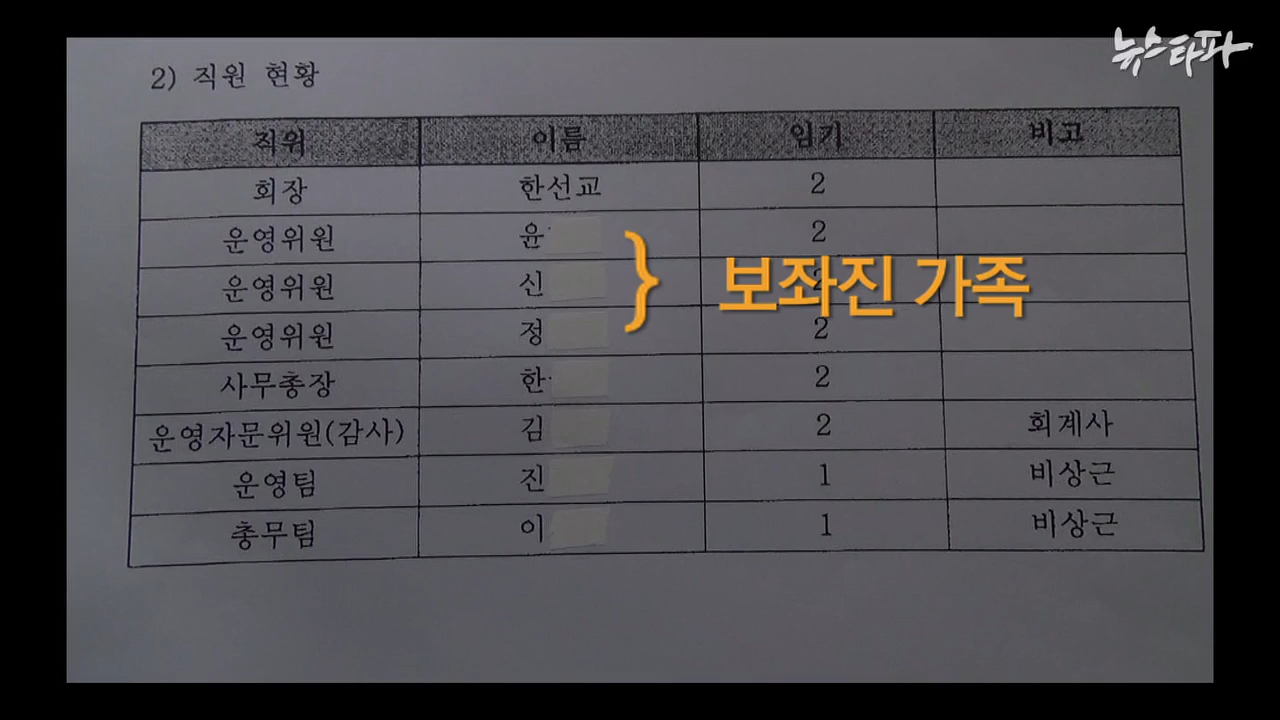 뉴스타파
2) 직원 현황
직위 이름 임기 비고
회장 한선교 2
운영위원 윤 2
운영위원 신
운영위원 정 2
보좌진 가족
사무총장 한 2
운영자문위원(감사) 김 2 회계사
운영팀 진 1 비상근
총무팀 이 1 비상근